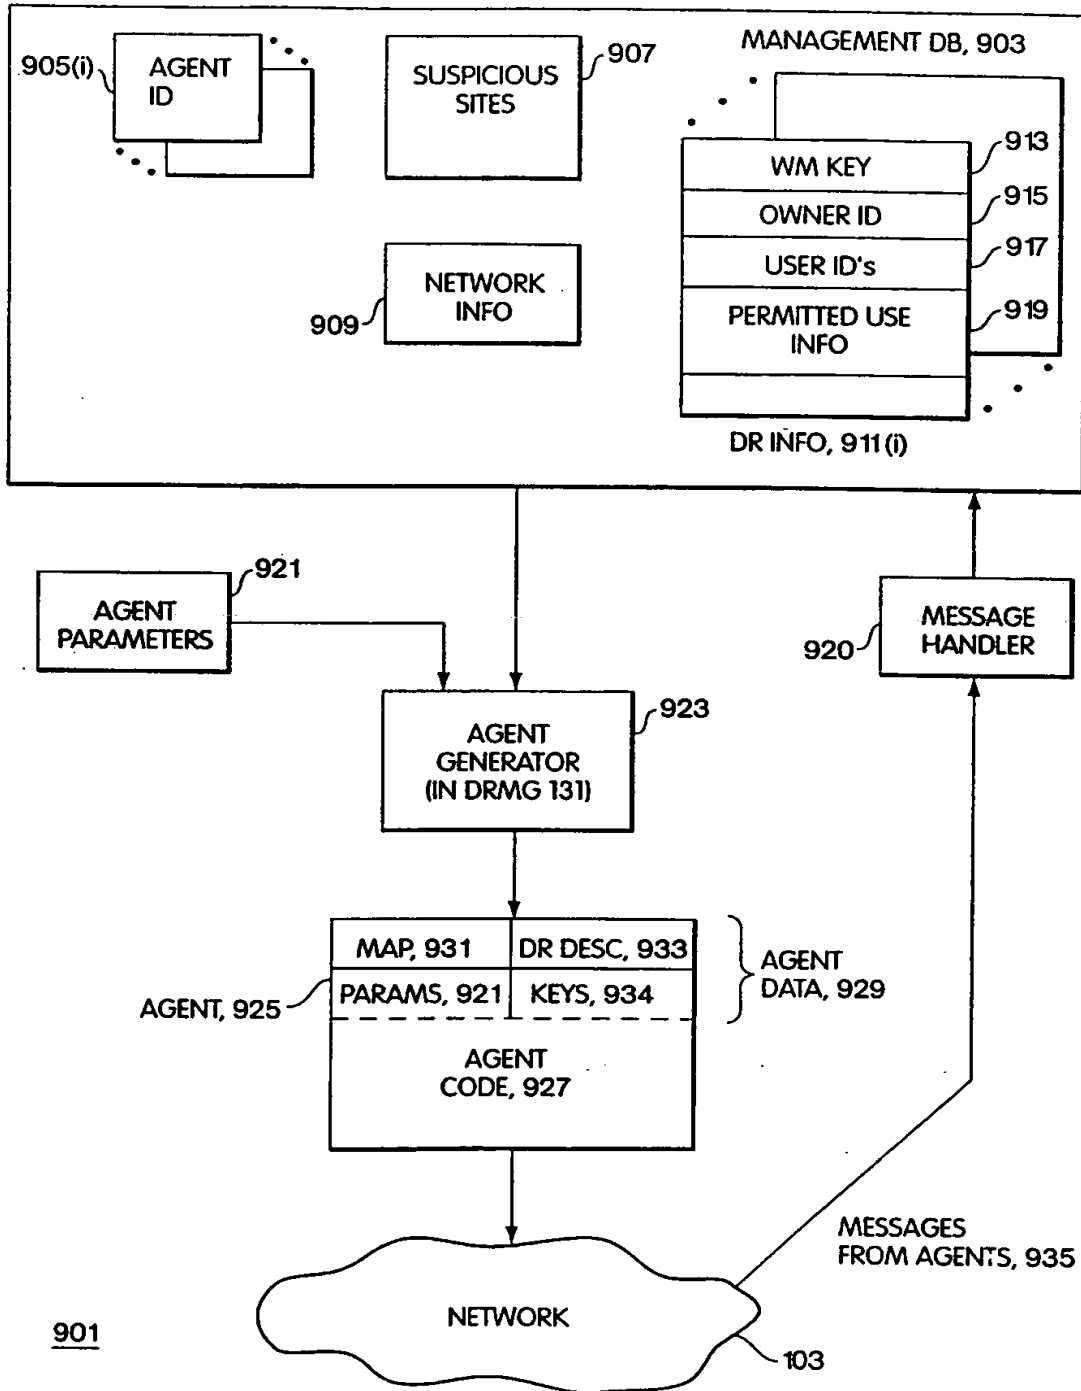 MANAGEMENT DB, 903
905(i)
AGENT
ID
SUSPICIOUS
SITES
907
WM KEY
913
OWNER ID
915
USER ID's
917
PERMITTED USE
INFO
919
NETWORK
INFO
909
DR INFO, 911(i)
921
AGENT
PARAMETERS
MESSAGE
HANDLER
920
923
AGENT
GENERATOR
(IN DRMG 131)
MAP, 931
DR DESC, 933
PARAMS, 921
KEYS, 934
AGENT
DATA, 929
AGENT, 925
AGENT
CODE, 927
MESSAGES
FROM AGENTS, 935
NETWORK
103
901